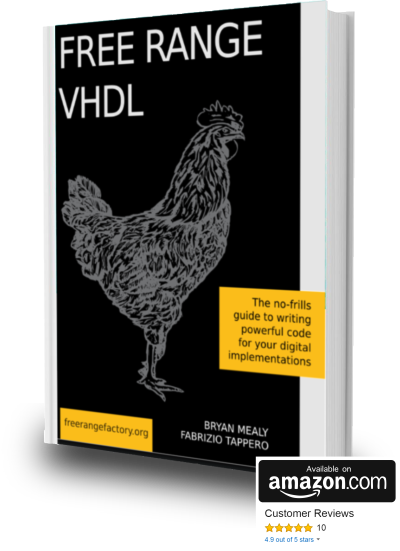 FREE RANGE
VHDL
The no-frills
guide to writing
powerful code
for your digital
implementations
freerangefactory.org
BRYAN MEALY
FABRIZIO TAPPERO
Available on
amazon.com
Customer Reviews
10
4.9 out of 5 stars